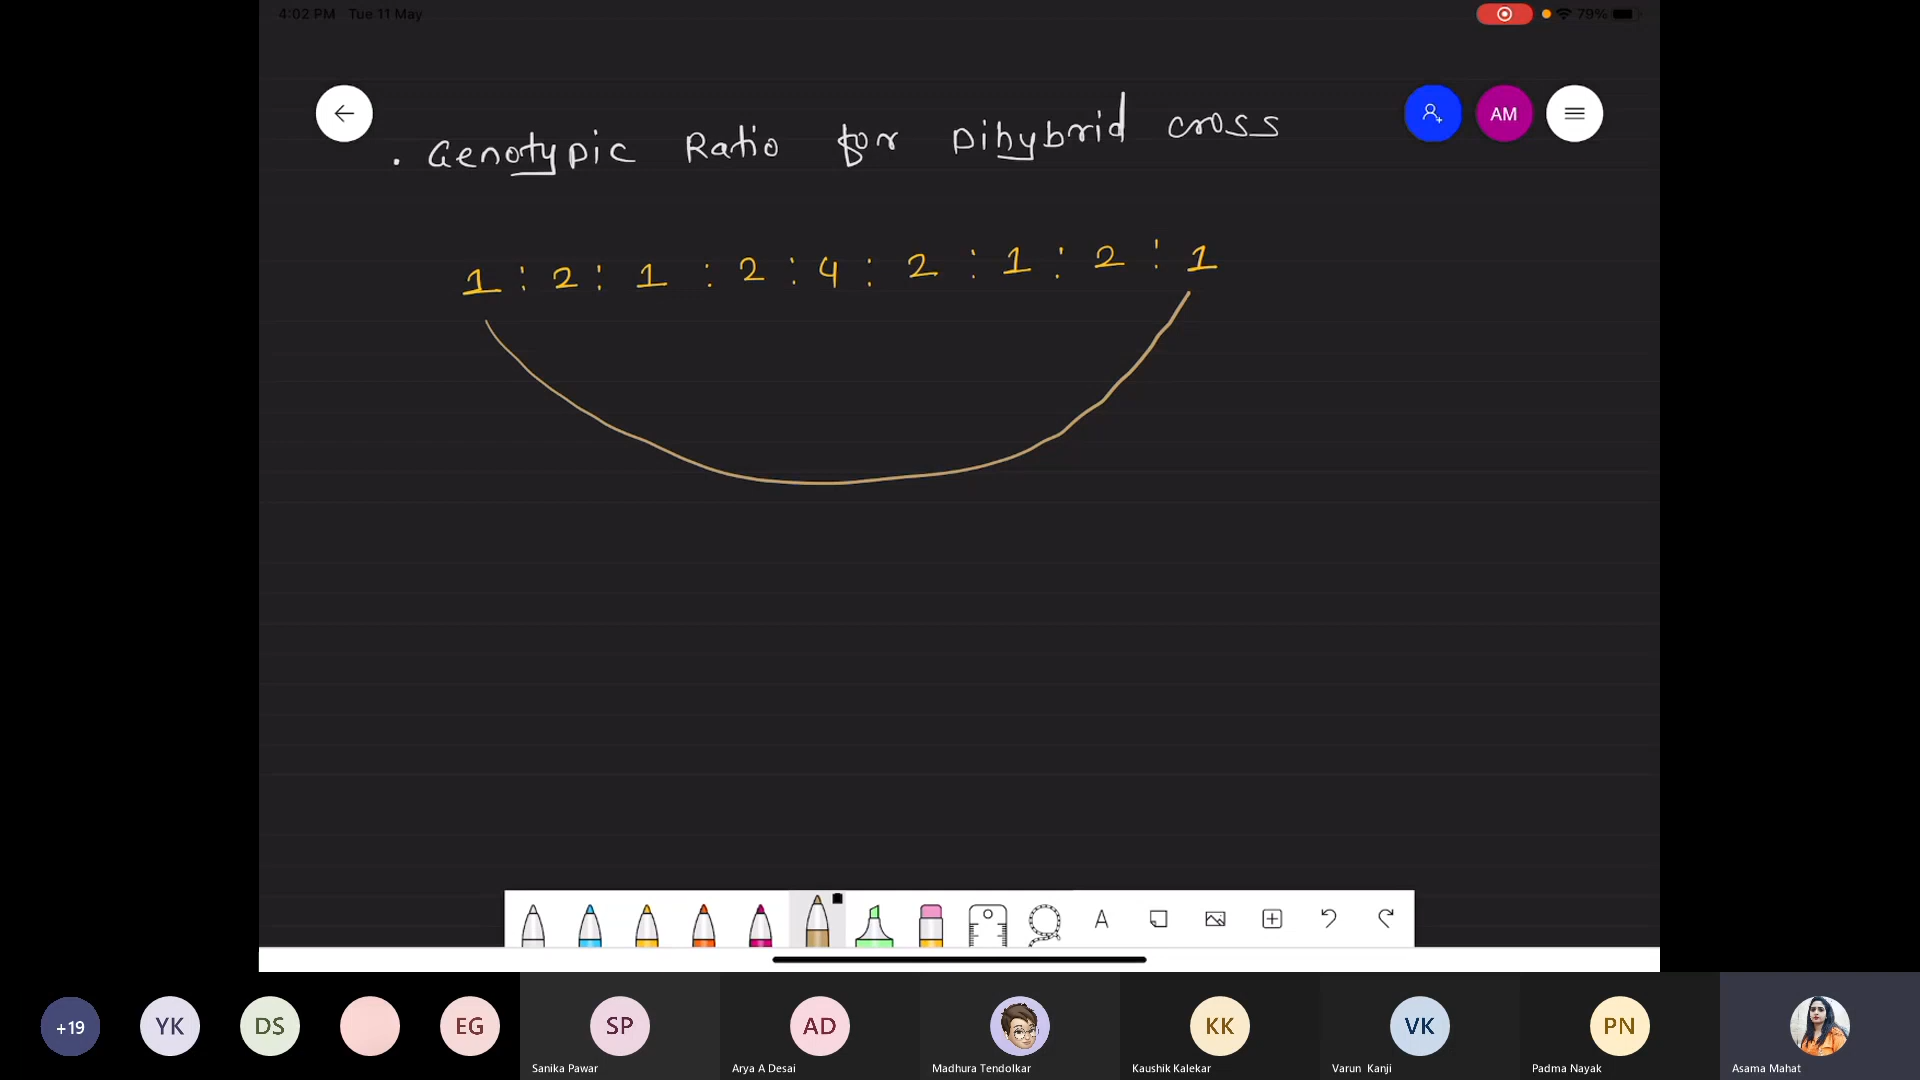 4:02 PM Tue 11 May 79%
AM
. Genotypic Ratio for Dihybrid cross
1 : 2 : 1 : 2 : 4 : 2 : 1 : 2 : 1
A
+19 YK DS EG SP AD KK VK PN
Sanika Pawar Arya A Desai Madhura Tendolkar Kaushik Kalekar Varun Kanji Padma Nayak Asama Mahat